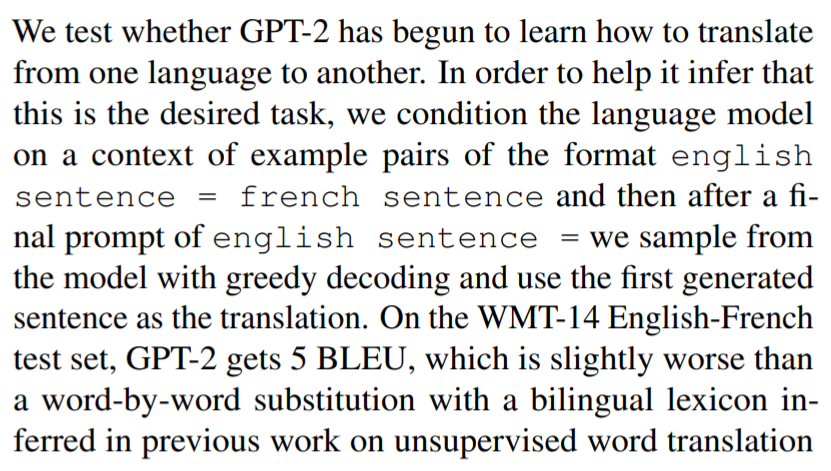 We test whether GPT-2 has begun to learn how to translate
from one language to another. In order to help it infer that
this is the desired task, we condition the language model
on a context of example pairs of the format english
sentence = french sentence and then after a fi-
nal prompt of english sentence = we sample from
the model with greedy decoding and use the first generated
sentence as the translation. On the WMT-14 English-French
test set, GPT-2 gets 5 BLEU, which is slightly worse than
a word-by-word substitution with a bilingual lexicon in-
ferred in previous work on unsupervised word translation